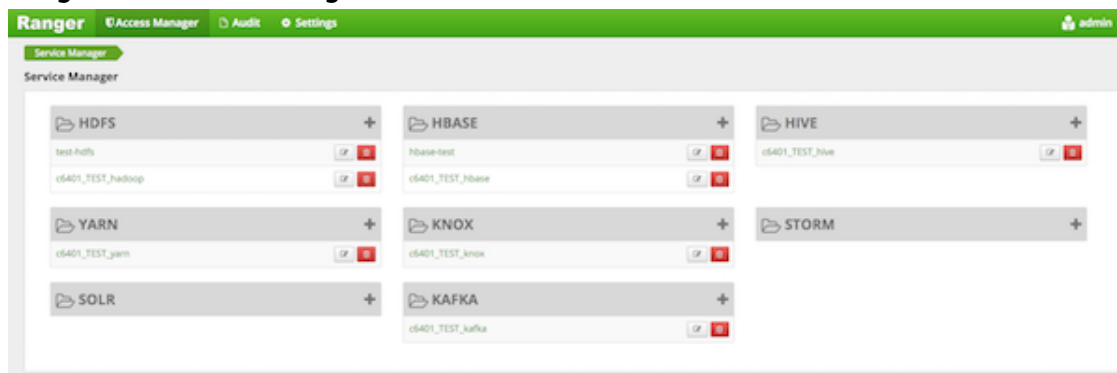 Ranger Access Manager Audit Settings admin
Service Manager
Service Manager
HDFS
test-hdfs
c6401_TEST_hadoop
HBASE
hbase-test
c6401_TEST_hbase
HIVE
c6401_TEST_hive
YARN
c6401_TEST_yarn
KNOX
c6401_TEST_knox
STORM
SOLR
KAFKA
c6401_TEST_kafka